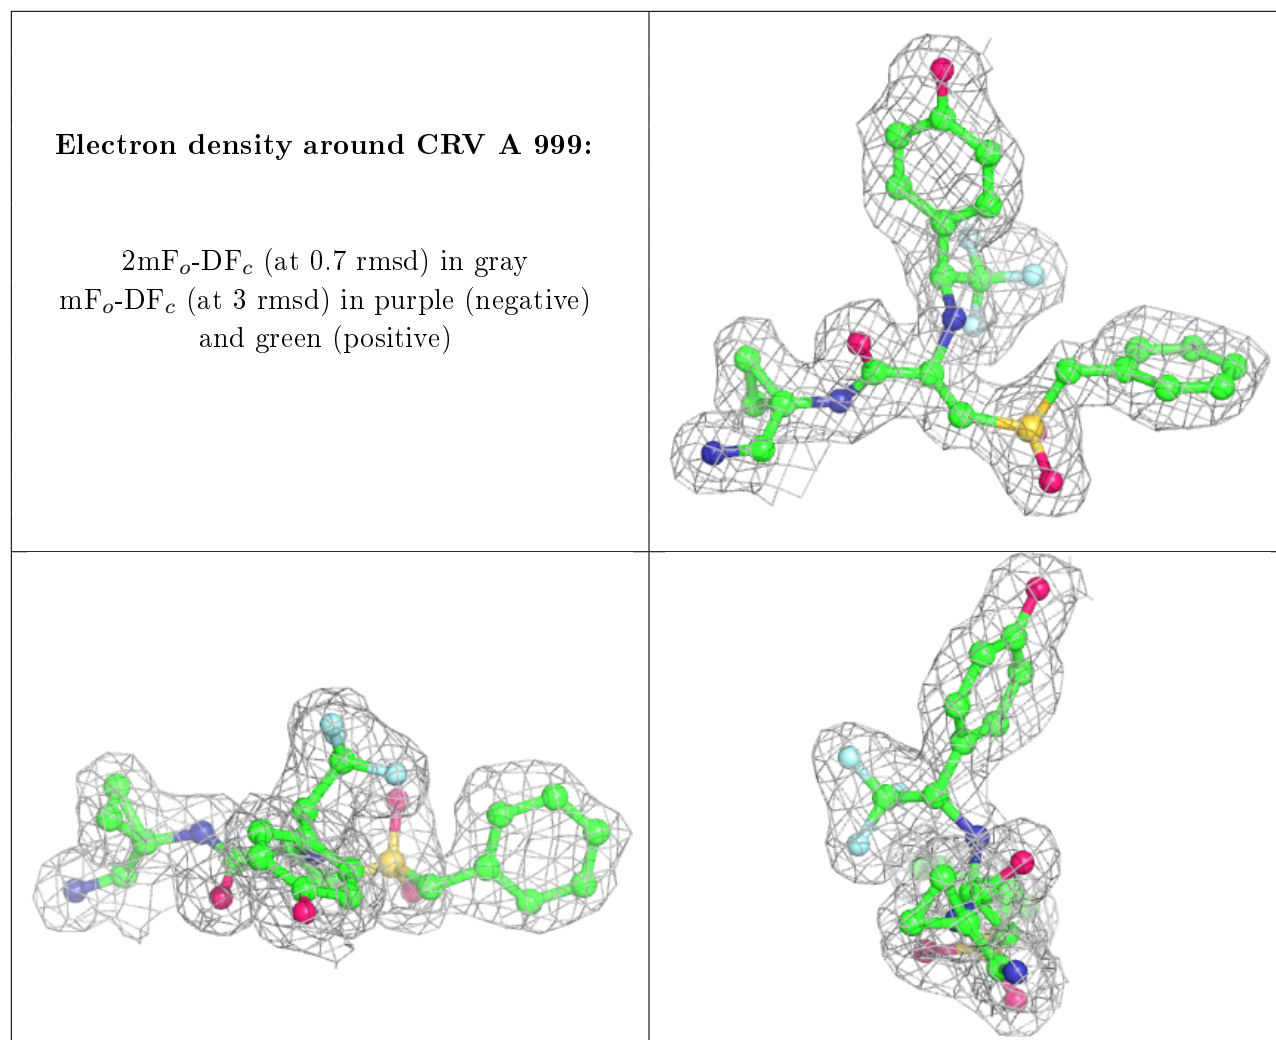 Electron density around CRV A 999:
2mFo-DFc (at 0.7 rmsd) in gray
mFo-DFc (at 3 rmsd) in purple (negative)
and green (positive)